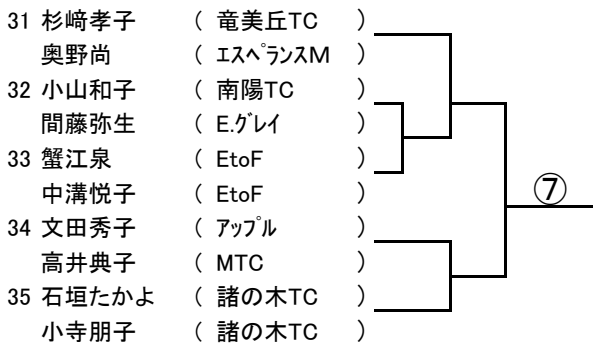 31 杉﨑孝子 ( 竜美丘TC )
奥野尚 ( ｴｽﾍﾟﾗﾝｽM )
32 小山和子 ( 南陽TC )
間藤弥生 ( E.ｸﾞﾚｲ )
33 蟹江泉 ( EtoF )
中溝悦子 ( EtoF )
⑦
34 文田秀子 ( ｱｯﾌﾟﾙ )
高井典子 ( MTC )
35 石垣たかよ ( 諸の木TC )
小寺朋子 ( 諸の木TC )